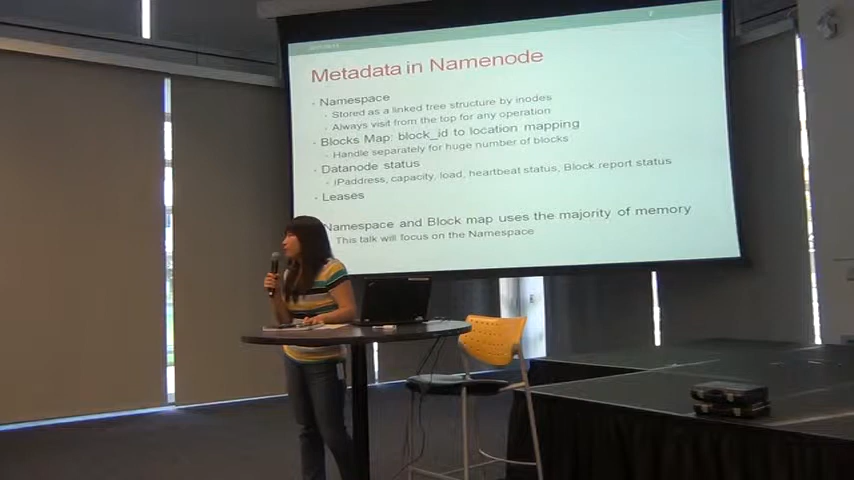 Metadata in Namenode
Namespace
Stored as a linked tree structure by inodes
Always visit from the top for any operation
Blocks Map: block_id to location mapping
Handle separately for huge number of blocks
Datanode status
IPaddress, capacity, load, heartbeat status, Block report status
Leases
Namespace and Block map uses the majority of memory
This talk will focus on the Namespace